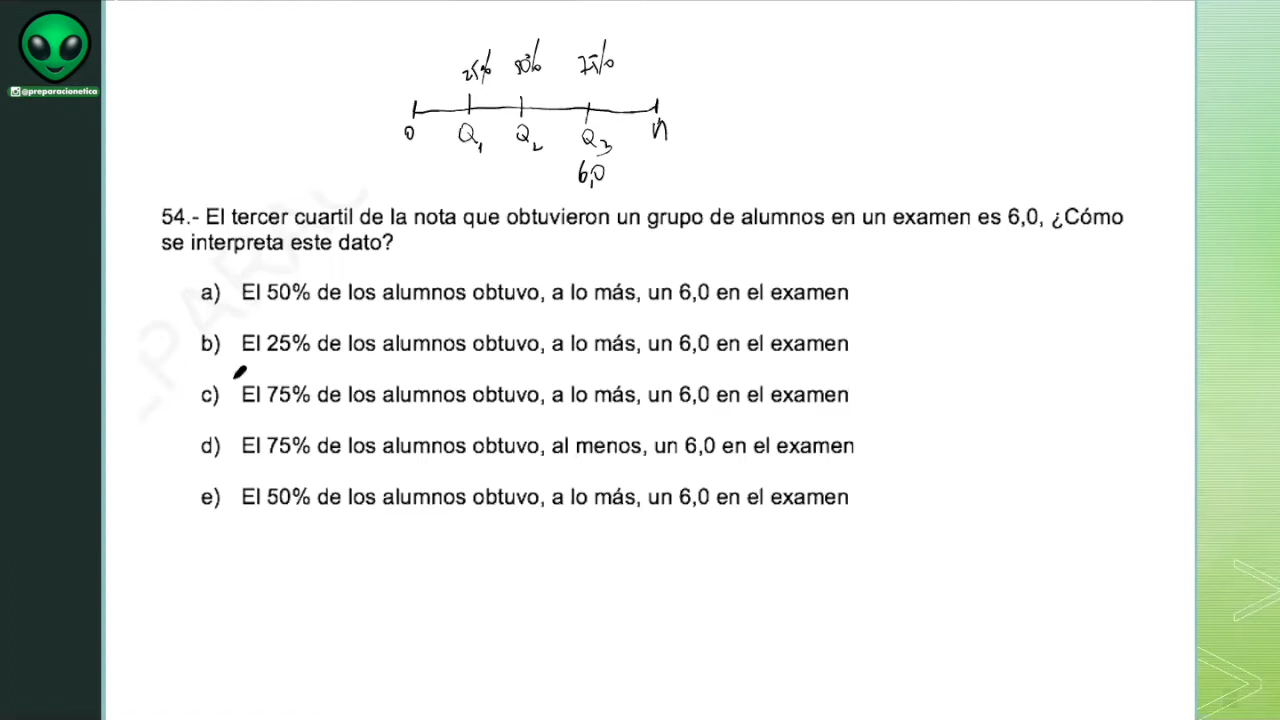 @preparacionetica
25% 50% 75%
0 Q1 Q2 Q3 n
6,0
54.- El tercer cuartil de la nota que obtuvieron un grupo de alumnos en un examen es 6,0, ¿Cómo
se interpreta este dato?
a) El 50% de los alumnos obtuvo, a lo más, un 6,0 en el examen
b) El 25% de los alumnos obtuvo, a lo más, un 6,0 en el examen
c) El 75% de los alumnos obtuvo, a lo más, un 6,0 en el examen
d) El 75% de los alumnos obtuvo, al menos, un 6,0 en el examen
e) El 50% de los alumnos obtuvo, a lo más, un 6,0 en el examen